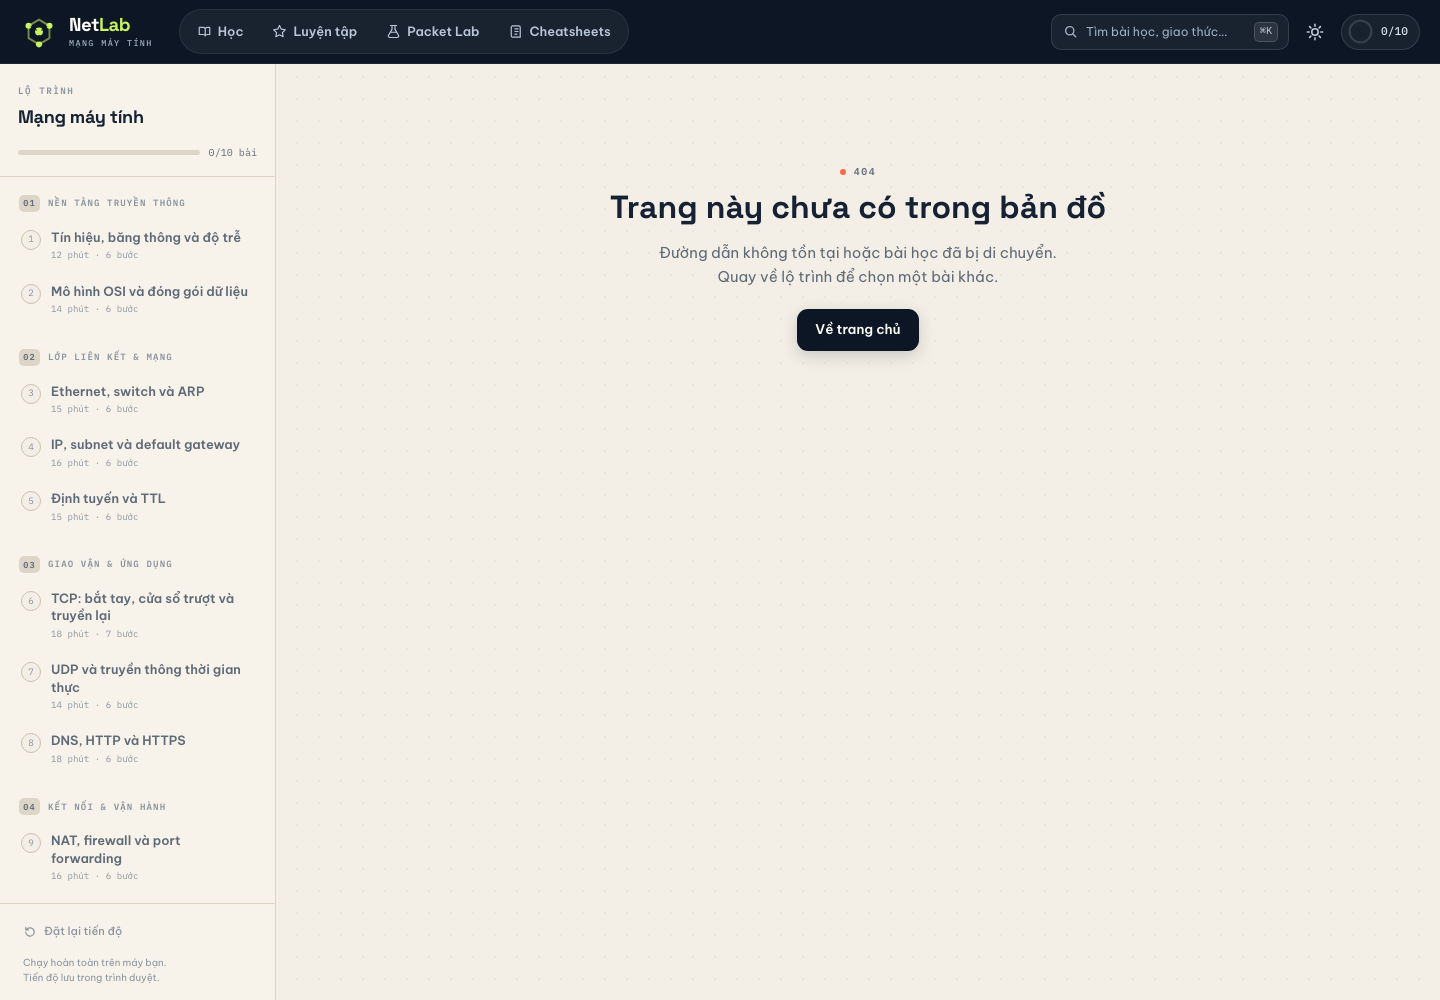 NetLab
MẠNG MÁY TÍNH
Học
Luyện tập
Packet Lab
Cheatsheets
Tìm bài học, giao thức...
⌘K
0/10
LỘ TRÌNH
Mạng máy tính
0/10 bài
01 NỀN TẢNG TRUYỀN THÔNG
1 Tín hiệu, băng thông và độ trễ
12 phút · 6 bước
2 Mô hình OSI và đóng gói dữ liệu
14 phút · 6 bước
02 LỚP LIÊN KẾT & MẠNG
3 Ethernet, switch và ARP
15 phút · 6 bước
4 IP, subnet và default gateway
16 phút · 6 bước
5 Định tuyến và TTL
15 phút · 6 bước
03 GIAO VẬN & ỨNG DỤNG
6 TCP: bắt tay, cửa sổ trượt và
truyền lại
18 phút · 7 bước
7 UDP và truyền thông thời gian
thực
14 phút · 6 bước
8 DNS, HTTP và HTTPS
18 phút · 6 bước
04 KẾT NỐI & VẬN HÀNH
9 NAT, firewall và port
forwarding
16 phút · 6 bước
Đặt lại tiến độ
Chạy hoàn toàn trên máy bạn.
Tiến độ lưu trong trình duyệt.
404
Trang này chưa có trong bản đồ
Đường dẫn không tồn tại hoặc bài học đã bị di chuyển.
Quay về lộ trình để chọn một bài khác.
Về trang chủ